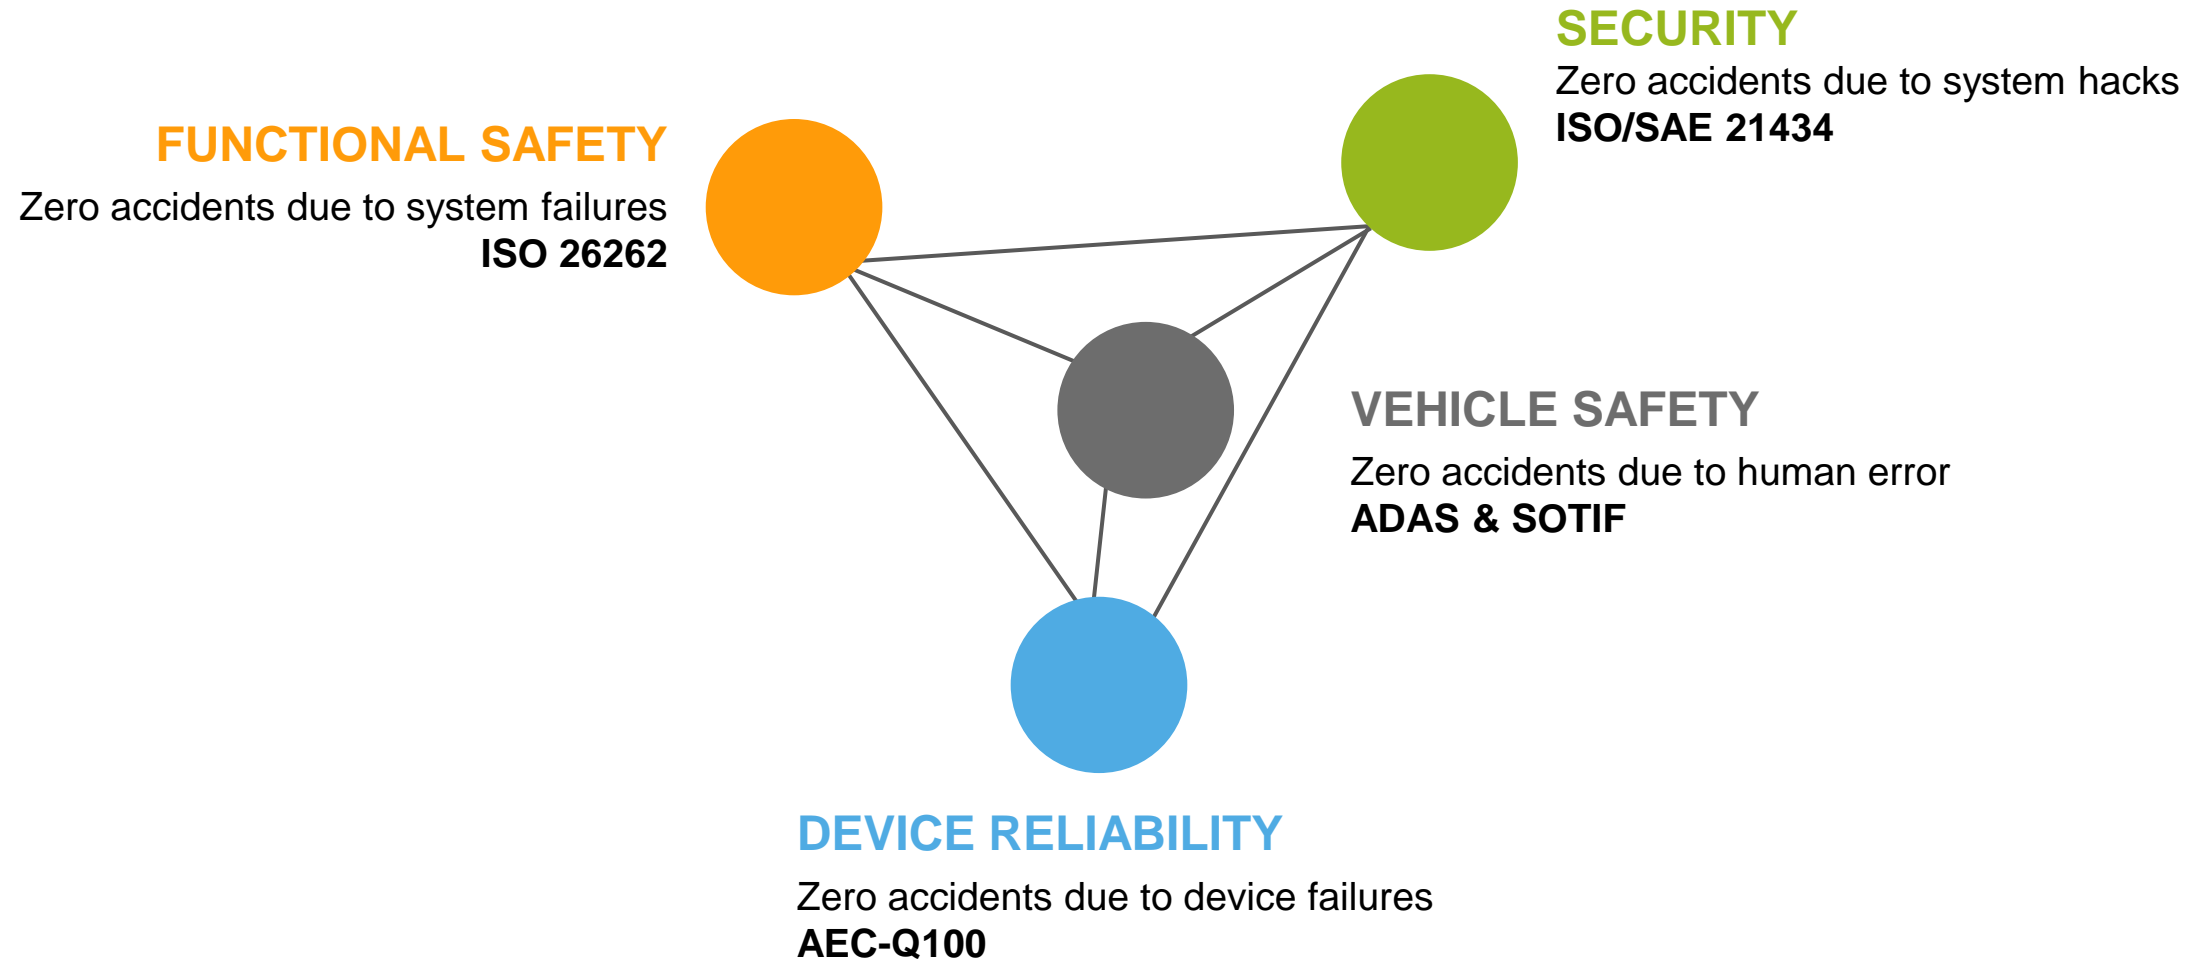 SECURITY
Zero accidents due to system hacks
ISO/SAE 21434
FUNCTIONAL SAFETY
Zero accidents due to system failures
ISO 26262
VEHICLE SAFETY
Zero accidents due to human error
ADAS & SOTIF
DEVICE RELIABILITY
Zero accidents due to device failures
AEC-Q100